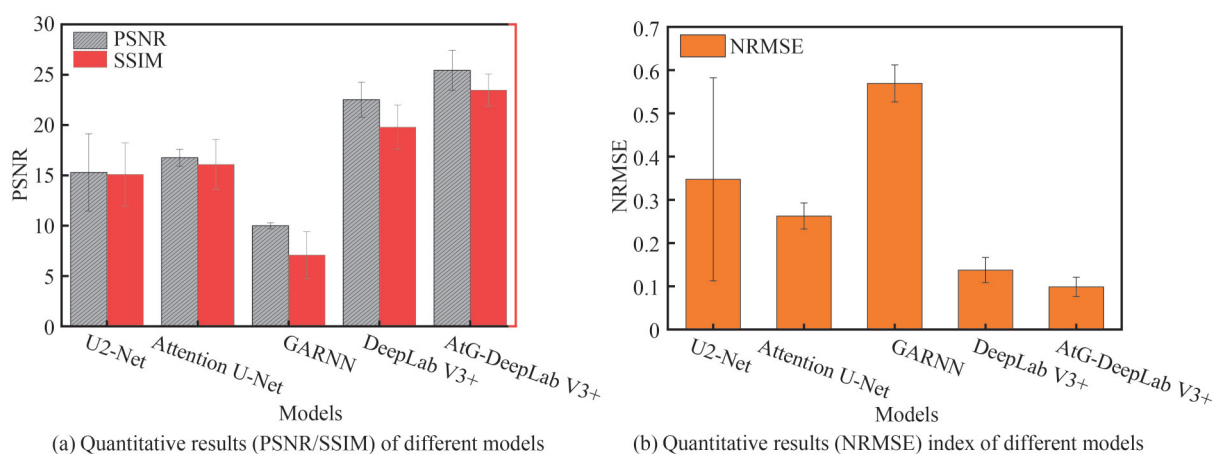 30
25
20
15
10
5
0
PSNR
PSNR
SSIM
U2-Net
Attention U-Net
GARNN
DeepLab V3+
AtG-DeepLab V3+
Models
(a) Quantitative results (PSNR/SSIM) of different models
0.7
0.6
0.5
0.4
0.3
0.2
0.1
0
NRMSE
NRMSE
U2-Net
Attention U-Net
GARNN
DeepLab V3+
AtG-DeepLab V3+
Models
(b) Quantitative results (NRMSE) index of different models